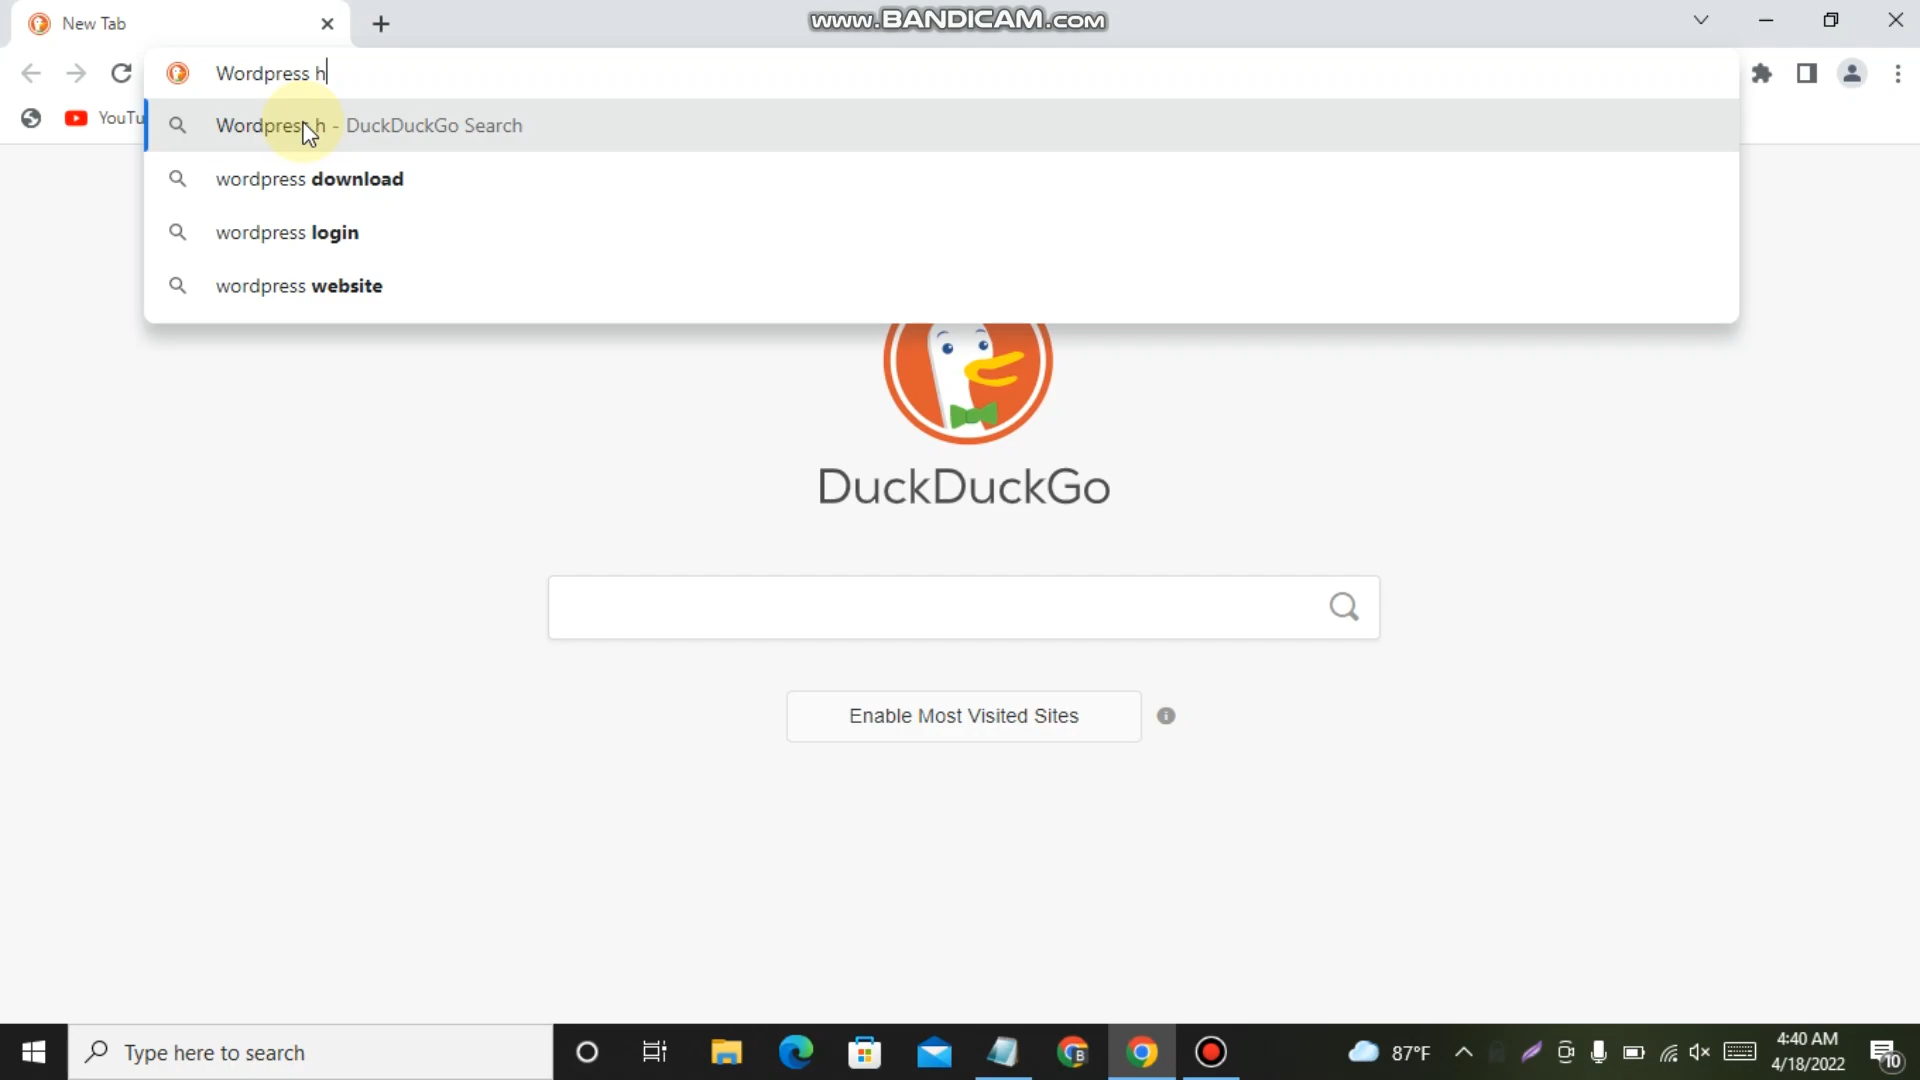 New Tab
www.BANDICAM.com
Wordpress h
YouTu
Wordpress h - DuckDuckGo Search
wordpress download
wordpress login
wordpress website
DuckDuckGo
Enable Most Visited Sites
Type here to search
87°F
4:40 AM
4/18/2022
10